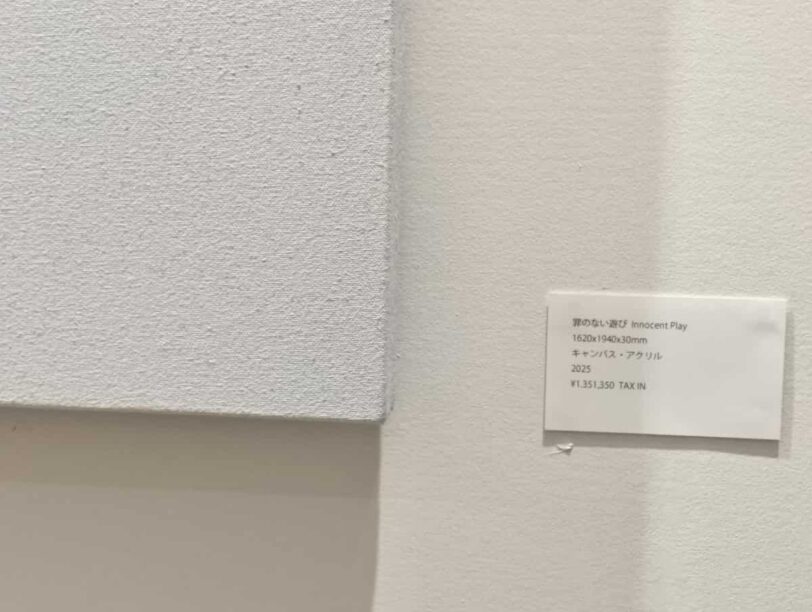 罪のない遊び Innocent Play
1620x1940x30mm
キャンバス・アクリル
2025
¥1,351,350 TAX IN